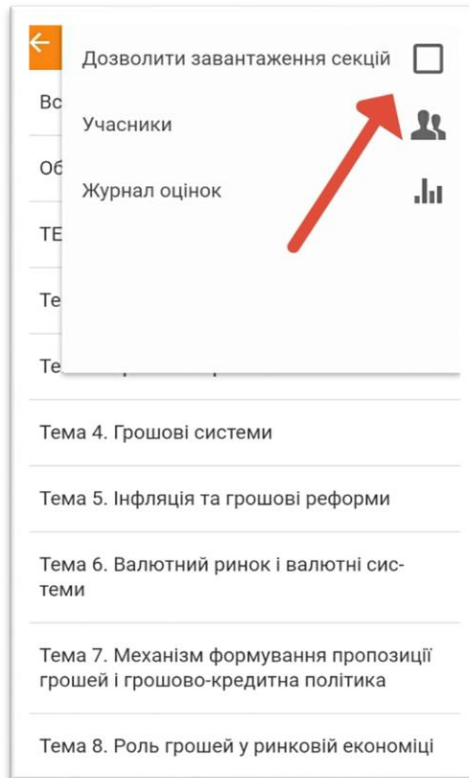 Дозволити завантаження секцій
Вс
Учасники
Об
Журнал оцінок
ТЕ
Те
Те
Тема 4. Грошові системи
Тема 5. Інфляція та грошові реформи
Тема 6. Валютний ринок і валютні сис-
теми
Тема 7. Механізм формування пропозиції
грошей і грошово-кредитна політика
Тема 8. Роль грошей у ринковій економіці